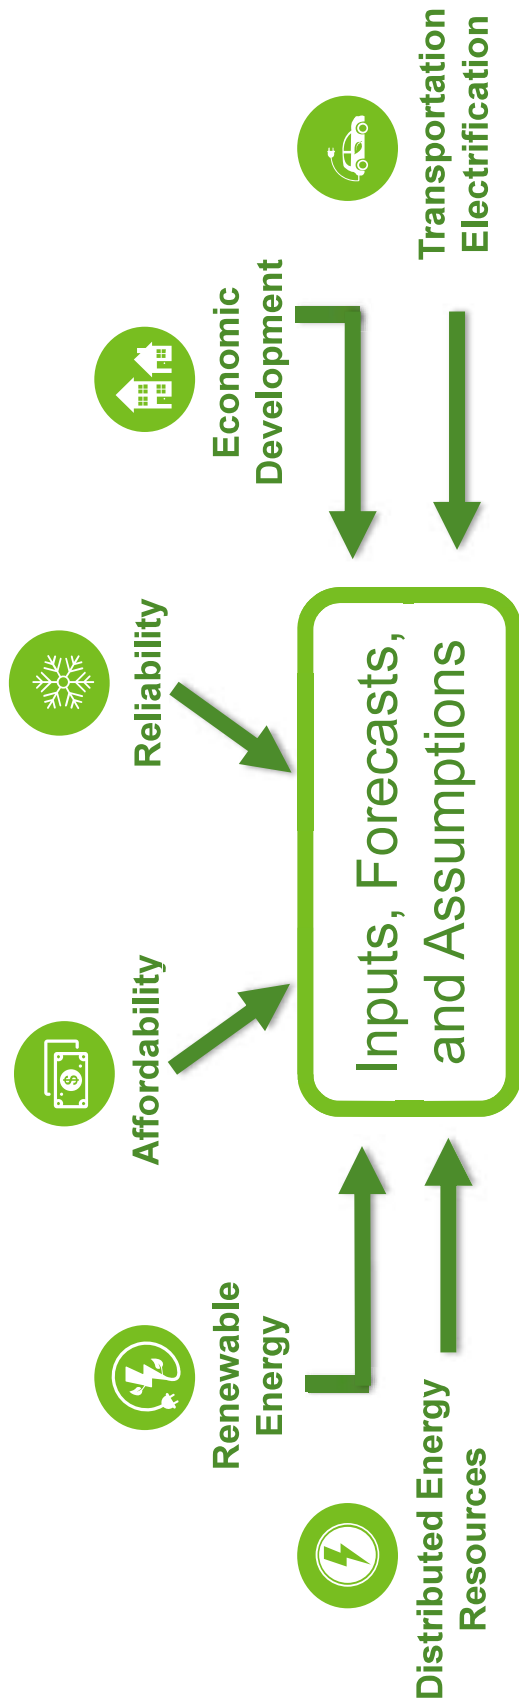 Distributed Energy
Resources
Renewable
Energy
Affordability
Reliability
Economic
Development
Transportation
Electrification
Inputs, Forecasts,
and Assumptions